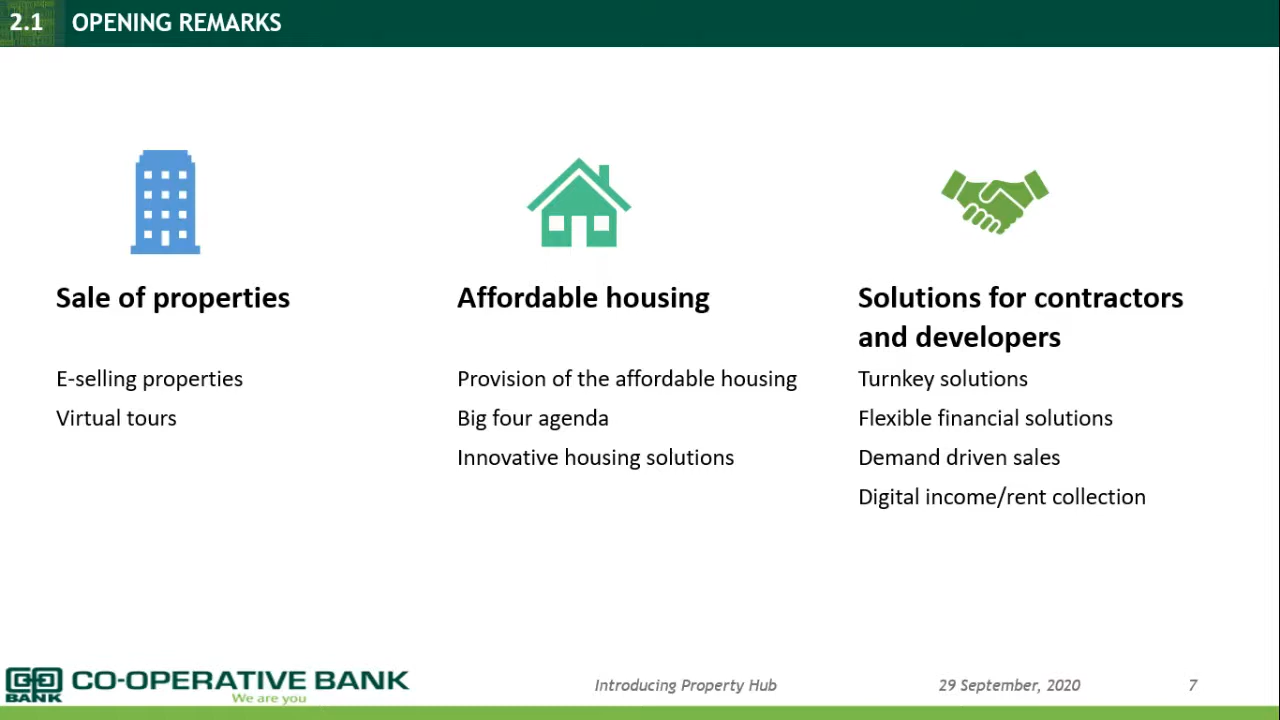 2.1 OPENING REMARKS
Sale of properties
E-selling properties
Virtual tours
Affordable housing
Provision of the affordable housing
Big four agenda
Innovative housing solutions
Solutions for contractors
and developers
Turnkey solutions
Flexible financial solutions
Demand driven sales
Digital income/rent collection
BANK
CO-OPERATIVE BANK
We are you
Introducing Property Hub
29 September, 2020
7